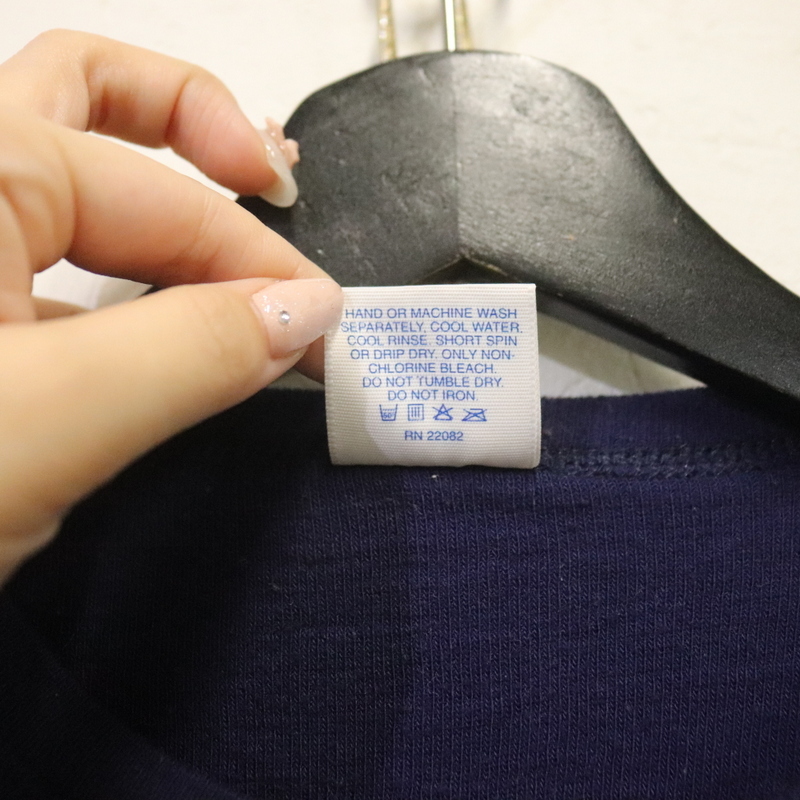 HAND OR MACHINE WASH
SEPARATELY, COOL WATER,
COOL RINSE, SHORT SPIN
OR DRIP DRY. ONLY NON-
CHLORINE BLEACH.
DO NOT TUMBLE DRY.
DO NOT IRON.
60°
RN 22082